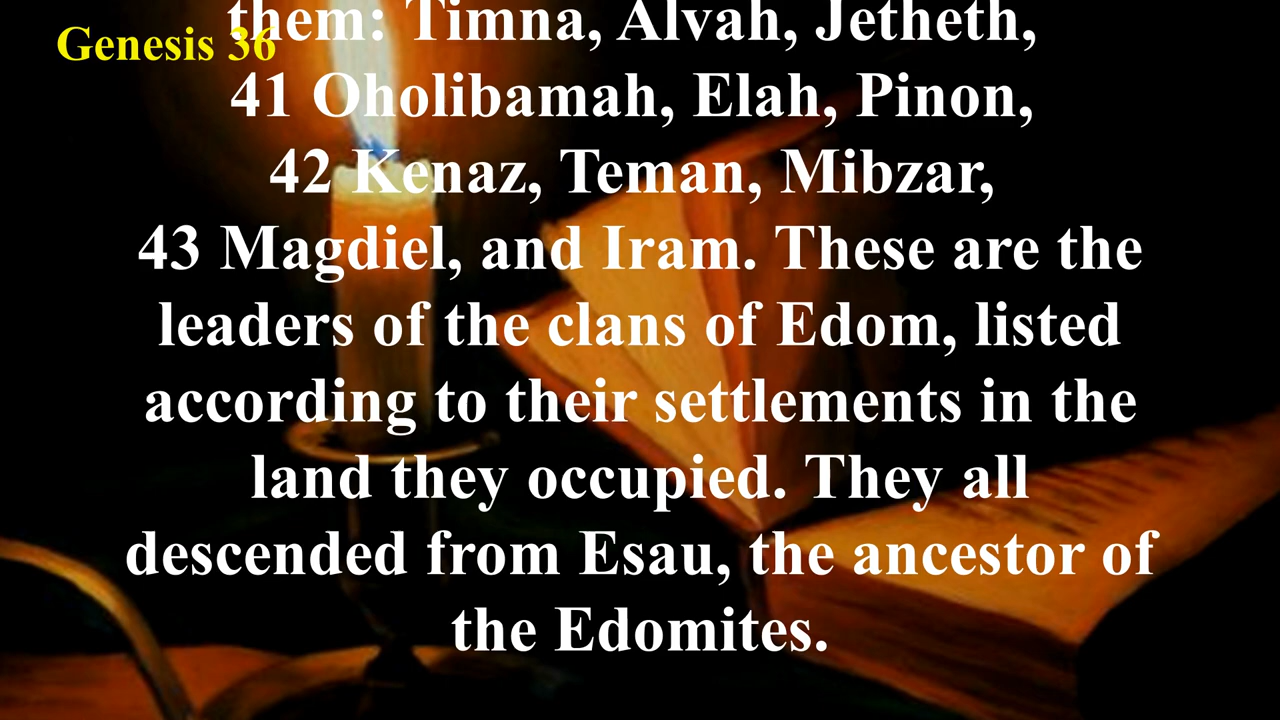 them: Timna, Alvah, Jetheth,
Genesis 36
41 Oholibamah, Elah, Pinon,
42 Kenaz, Teman, Mibzar,
43 Magdiel, and Iram. These are the
leaders of the clans of Edom, listed
according to their settlements in the
land they occupied. They all
descended from Esau, the ancestor of
the Edomites.